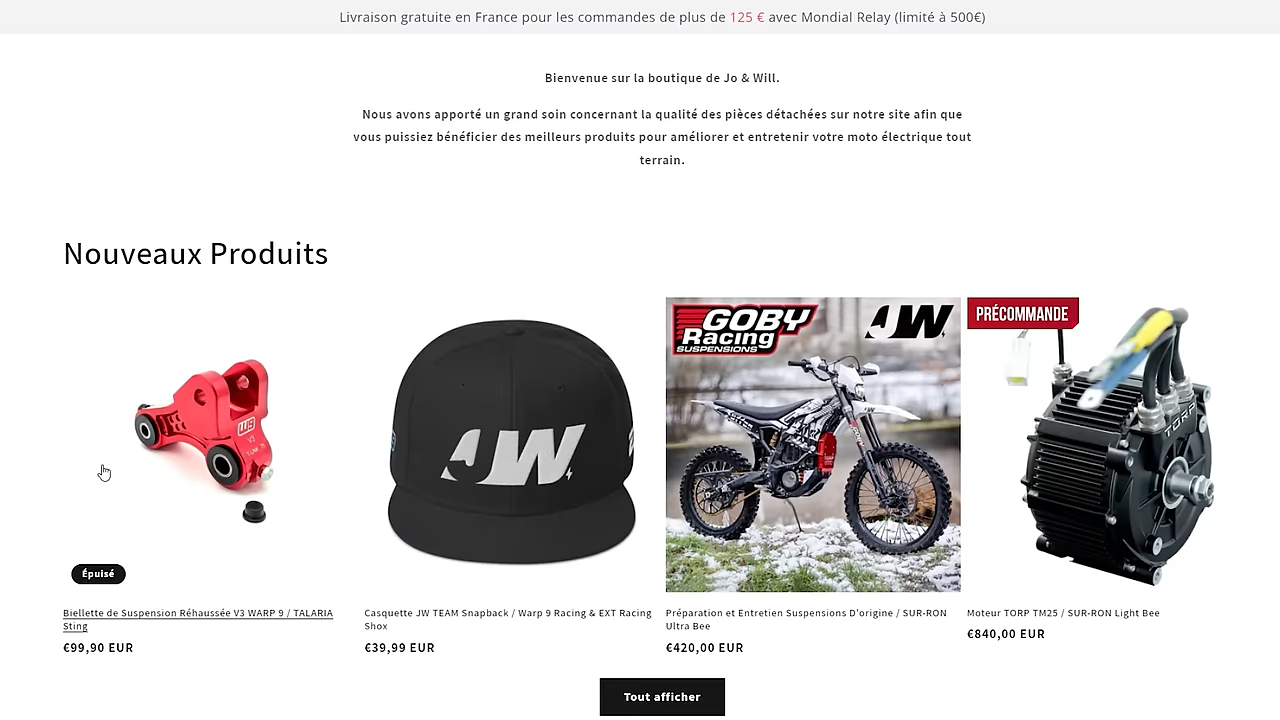 Livraison gratuite en France pour les commandes de plus de 125 € avec Mondial Relay (limité à 500€)
Bienvenue sur la boutique de Jo & Will.
Nous avons apporté un grand soin concernant la qualité des pièces détachées sur notre site afin que
vous puissiez bénéficier des meilleurs produits pour améliorer et entretenir votre moto électrique tout
terrain.
Nouveaux Produits
W9
V3
JW
GOBY
Racing
SUSPENSIONS
JW
PRÉCOMMANDE
TORP
Épuisé
Biellette de Suspension Réhaussée V3 WARP 9 / TALARIA
Sting
€99,90 EUR
Casquette JW TEAM Snapback / Warp 9 Racing & EXT Racing
Shox
€39,99 EUR
Préparation et Entretien Suspensions D'origine / SUR-RON
Ultra Bee
€420,00 EUR
Moteur TORP TM25 / SUR-RON Light Bee
€840,00 EUR
Tout afficher